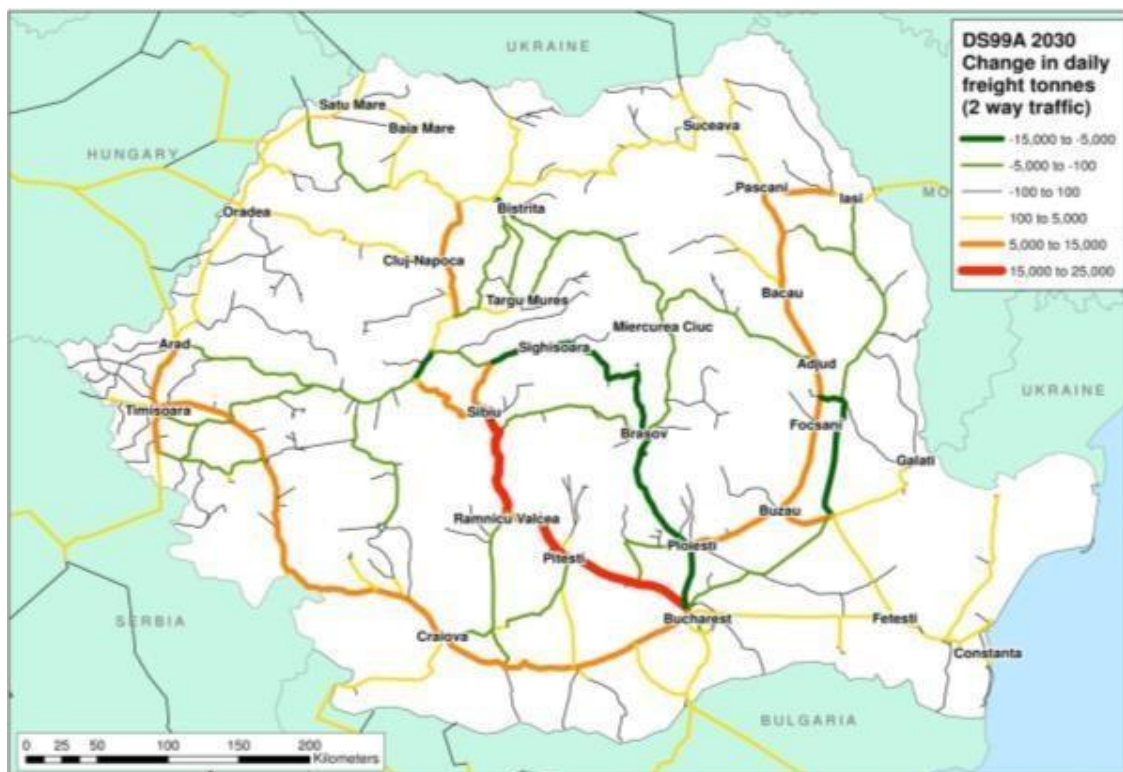 DS99A 2030
Change in daily
freight tonnes
(2 way traffic)
-15,000 to -5,000
-5,000 to -100
-100 to 100
100 to 5,000
5,000 to 15,000
15,000 to 25,000
UKRAINE
Satu Mare
Baia Mare
Suceava
HUNGARY
Pascani
Iasi
MO
Oradea
Bistrita
Cluj-Napoca
Targu Mures
Bacau
Miercurea Ciuc
Arad
Sighisoara
Adjud
UKRAINE
Timisoara
Sibiu
Brasov
Focsani
Galati
Ramnicu Valcea
Buzau
Pitesti
Ploiesti
SERBIA
Bucharest
Fetesti
Craiova
Constanta
BULGARIA
0 25 50 100 150 200
Kilometers